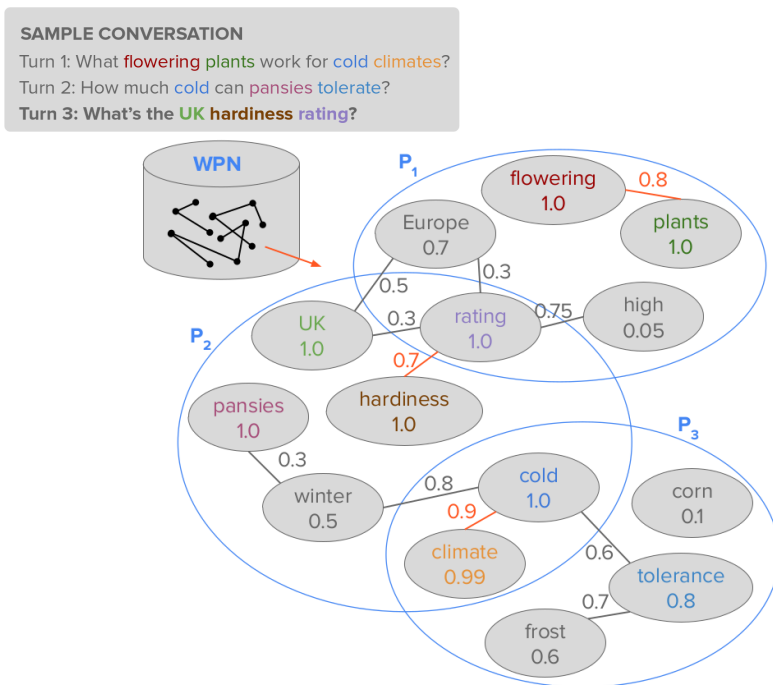 SAMPLE CONVERSATION
Turn 1: What flowering plants work for cold climates?
Turn 2: How much cold can pansies tolerate?
Turn 3: What's the UK hardiness rating?
WPN
P1
flowering
1.0
0.8
plants
1.0
Europe
0.7
0.5
0.3
high
0.05
0.75
P2
UK
1.0
0.3
rating
1.0
0.7
pansies
1.0
hardiness
1.0
0.3
P3
winter
0.5
0.8
cold
1.0
corn
0.1
0.9
climate
0.99
0.6
tolerance
0.8
0.7
frost
0.6